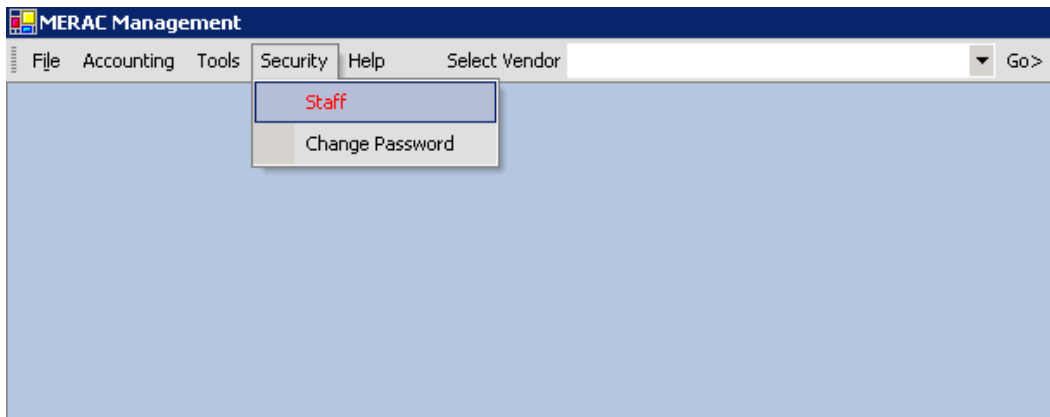 MERAC Management
File Accounting Tools Security Help Select Vendor Go>
Staff
Change Password